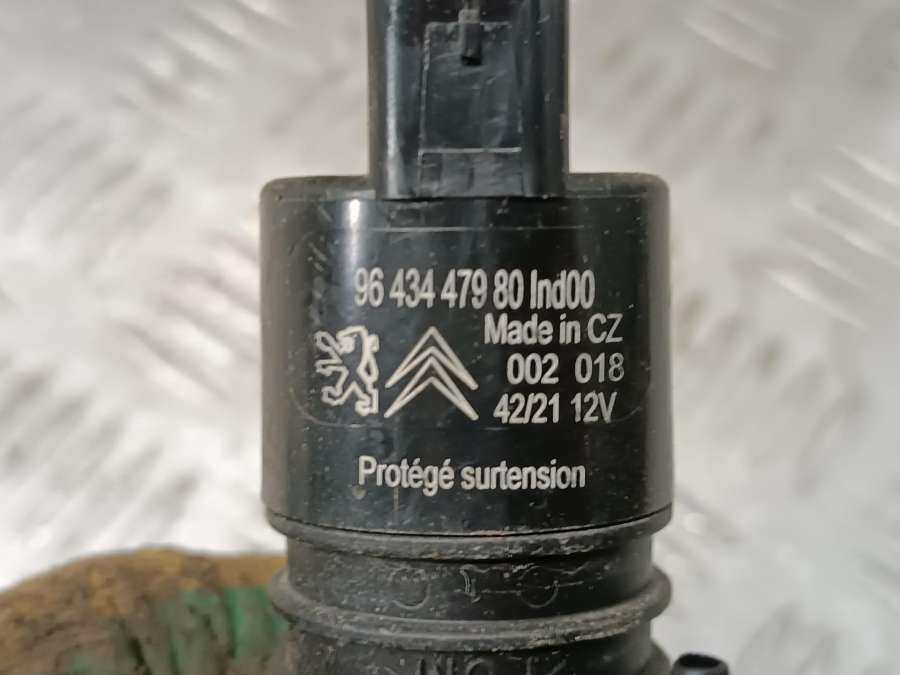 96 434 479 80 Ind00
Made in CZ
002 018
42/21 12V
Protégé surtension